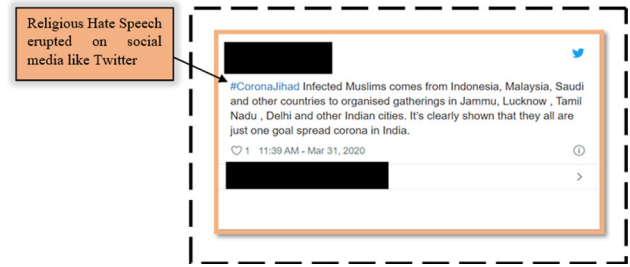 Religious Hate Speech
erupted on social
media like Twitter
#CoronaJihad Infected Muslims comes from Indonesia, Malaysia, Saudi
and other countries to organised gatherings in Jammu, Lucknow , Tamil
Nadu , Delhi and other Indian cities. It's clearly shown that they all are
just one goal spread corona in India.
1 11:39 AM - Mar 31, 2020